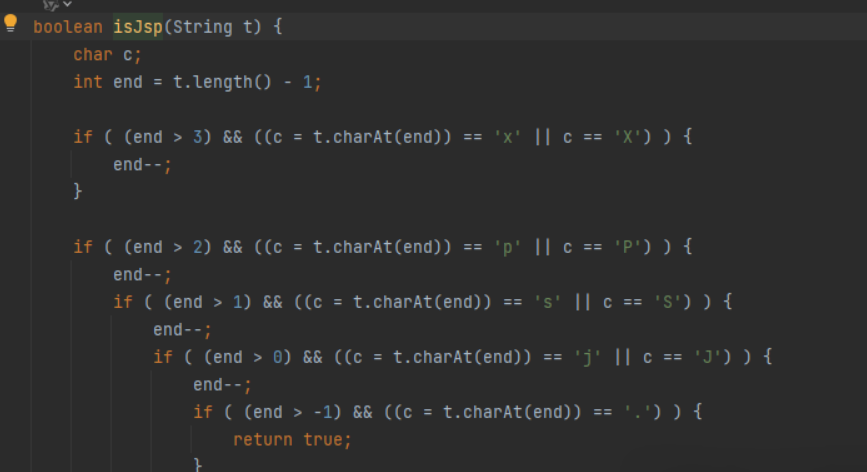 boolean isJsp(String t) {
char c;
int end = t.length() - 1;
if ( (end > 3) && ((c = t.charAt(end)) == 'x' || c == 'X') ) {
end--;
}
if ( (end > 2) && ((c = t.charAt(end)) == 'p' || c == 'P') ) {
end--;
if ( (end > 1) && ((c = t.charAt(end)) == 's' || c == 'S') ) {
end--;
if ( (end > 0) && ((c = t.charAt(end)) == 'j' || c == 'J') ) {
end--;
if ( (end > -1) && ((c = t.charAt(end)) == '.') ) {
return true;
}